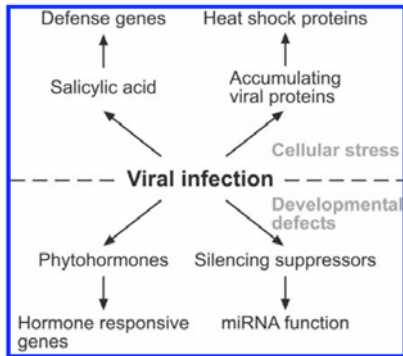 Defense genes
Heat shock proteins
Salicylic acid
Accumulating
viral proteins
Cellular stress
Viral infection
Developmental
defects
Phytohormones
Silencing suppressors
Hormone responsive
genes
miRNA function